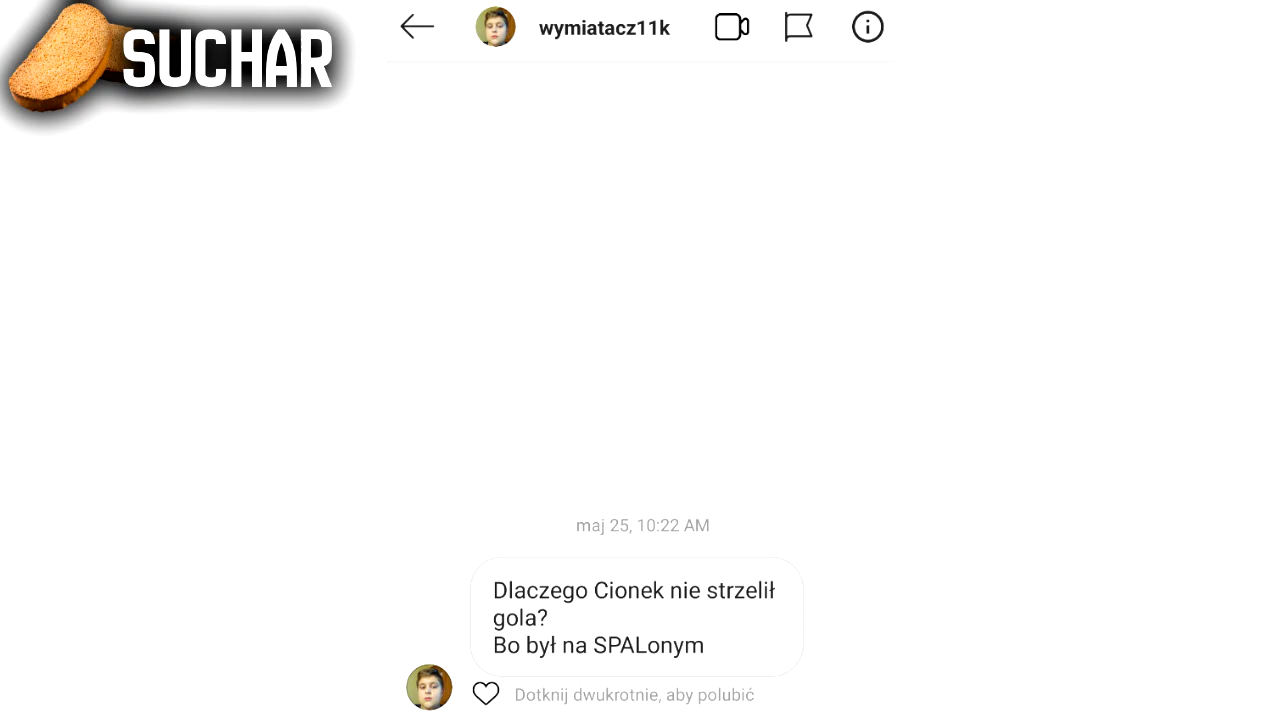 SUCHAR
wymiatacz11k
maj 25, 10:22 AM
Dlaczego Cionek nie strzelił
gola?
Bo był na SPALonym
Dotknij dwukrotnie, aby polubić